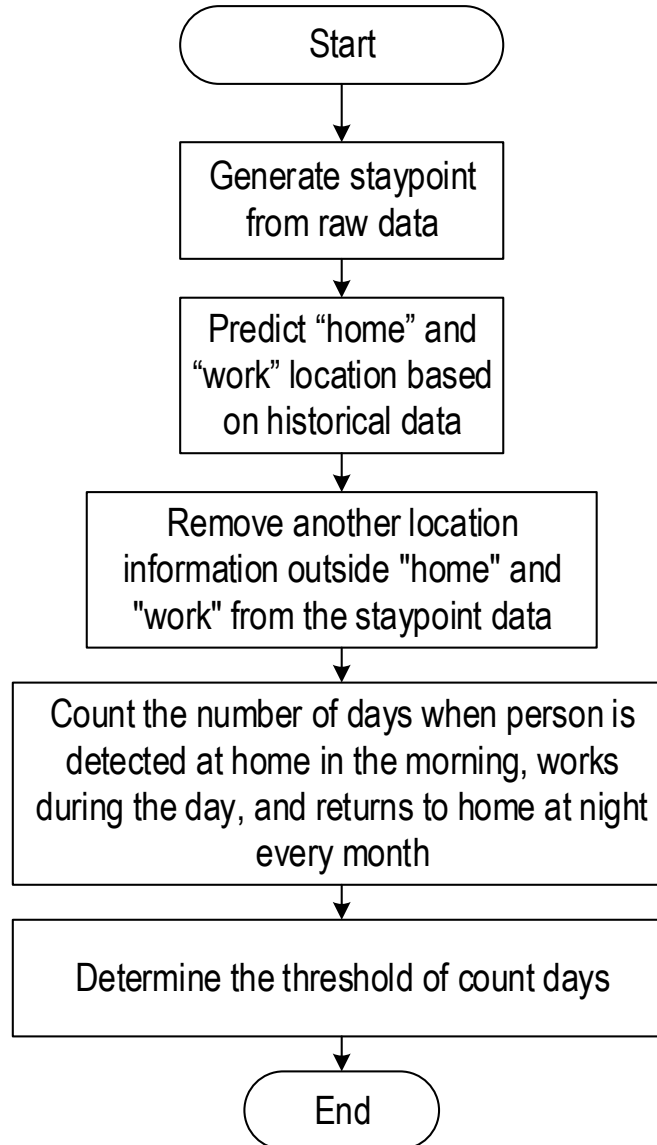 Start
Generate staypoint
from raw data
Predict “home” and
“work” location based
on historical data
Remove another location
information outside "home" and
"work" from the staypoint data
Count the number of days when person is
detected at home in the morning, works
during the day, and returns to home at night
every month
Determine the threshold of count days
End